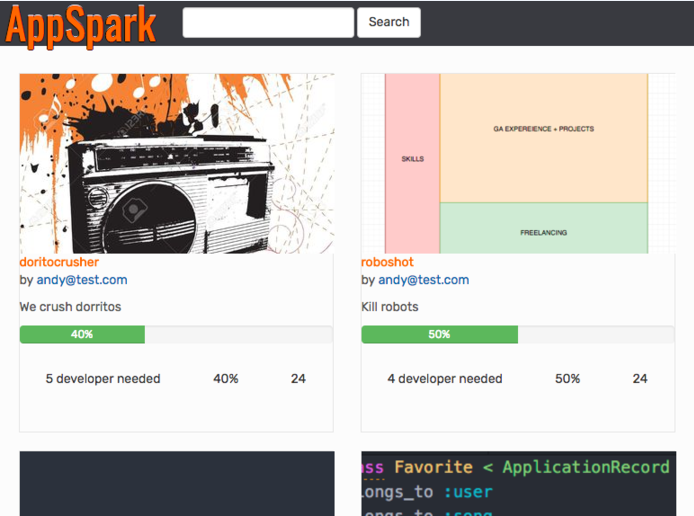 AppSpark
Search
doritocrusher
by andy@test.com
We crush dorritos
40%
5 developer needed 40% 24
SKILLS
GA EXPEREIENCE + PROJECTS
FREELANCING
roboshot
by andy@test.com
Kill robots
50%
4 developer needed 50% 24
ss Favorite < ApplicationRecord
longs_to :user
longs_to :song